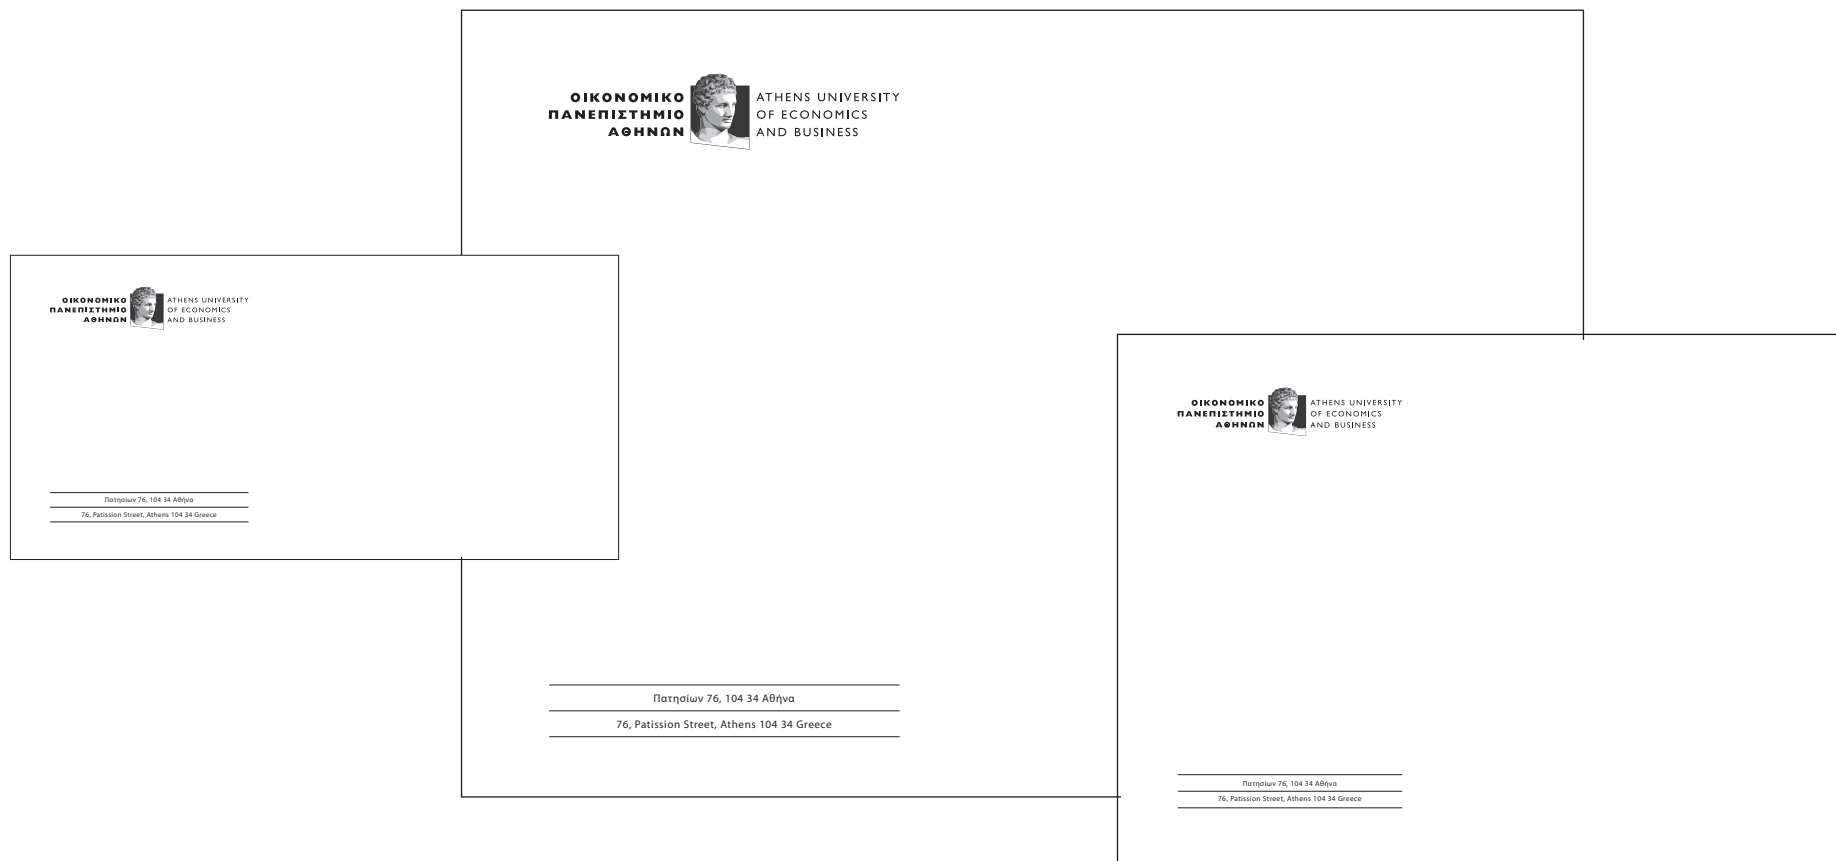 ΟΙΚΟΝΟΜΙΚΟ
ΠΑΝΕΠΙΣΤΗΜΙΟ
ΑΘΗΝΩΝ
ATHENS UNIVERSITY
OF ECONOMICS
AND BUSINESS
Πατησίων 76, 104 34 Αθήνα
76, Patission Street, Athens 104 34 Greece
ΟΙΚΟΝΟΜΙΚΟ
ΠΑΝΕΠΙΣΤΗΜΙΟ
ΑΘΗΝΩΝ
ATHENS UNIVERSITY
OF ECONOMICS
AND BUSINESS
Πατησίων 76, 104 34 Αθήνα
76, Patission Street, Athens 104 34 Greece
ΟΙΚΟΝΟΜΙΚΟ
ΠΑΝΕΠΙΣΤΗΜΙΟ
ΑΘΗΝΩΝ
ATHENS UNIVERSITY
OF ECONOMICS
AND BUSINESS
Πατησίων 76, 104 34 Αθήνα
76, Patission Street, Athens 104 34 Greece